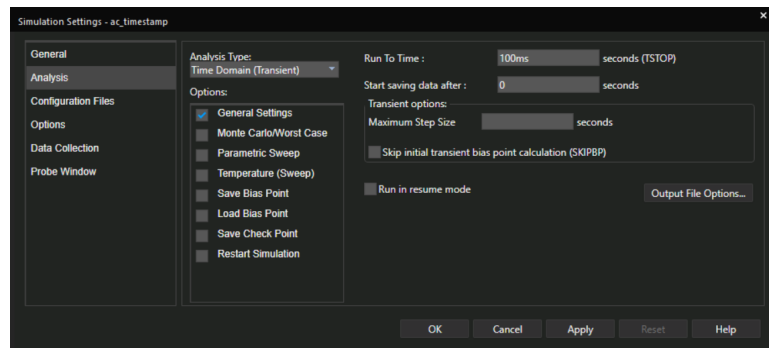 Simulation Settings - ac_timestamp
General
Analysis
Configuration Files
Options
Data Collection
Probe Window
Analysis Type:
Time Domain (Transient)
Options:
General Settings
Monte Carlo/Worst Case
Parametric Sweep
Temperature (Sweep)
Save Bias Point
Load Bias Point
Save Check Point
Restart Simulation
Run To Time : 100ms seconds (TSTOP)
Start saving data after : 0 seconds
Transient options:
Maximum Step Size seconds
Skip initial transient bias point calculation (SKIPBP)
Run in resume mode
Output File Options...
OK Cancel Apply Reset Help